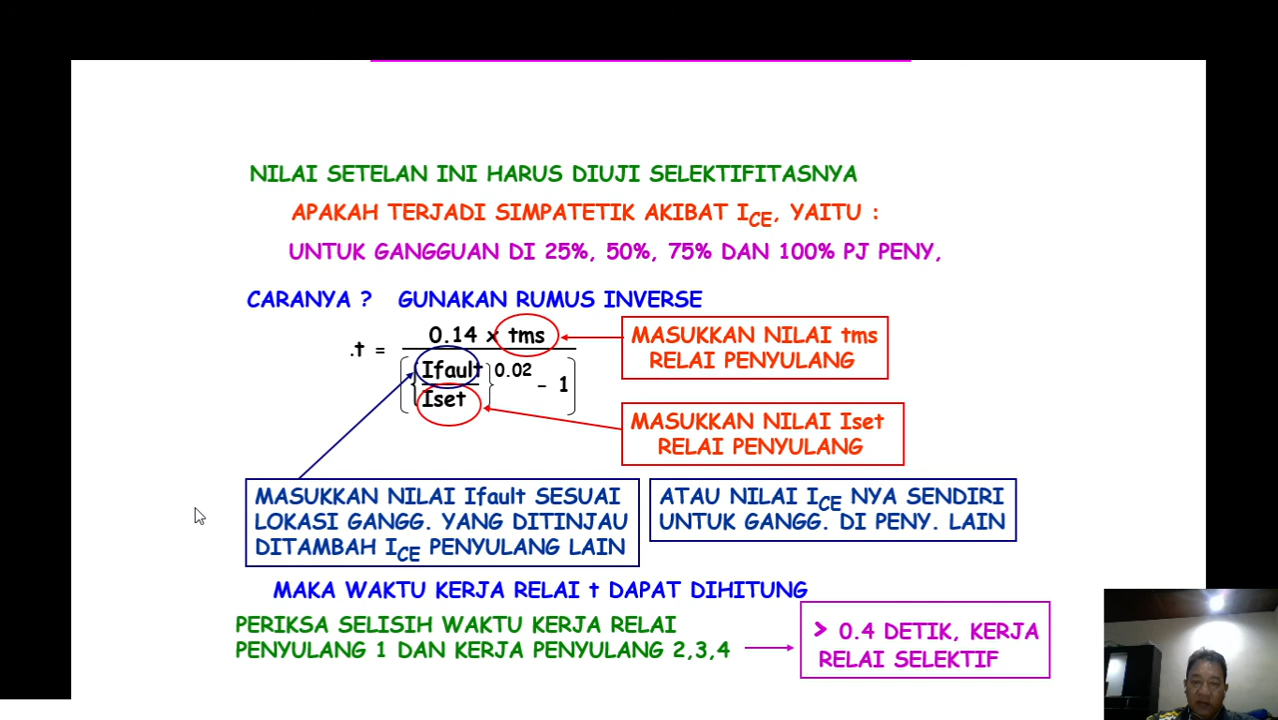 NILAI SETELAN INI HARUS DIUJI SELEKTIFITASNYA
APAKAH TERJADI SIMPATETIK AKIBAT ICE, YAITU :
UNTUK GANGGUAN DI 25%, 50%, 75% DAN 100% PJ PENY,
CARANYA ? GUNAKAN RUMUS INVERSE
.t =
0.14 x tms
Ifault
Iset
0.02
- 1
MASUKKAN NILAI tms
RELAI PENYULANG
MASUKKAN NILAI Iset
RELAI PENYULANG
MASUKKAN NILAI Ifault SESUAI
LOKASI GANGG. YANG DITINJAU
DITAMBAH ICE PENYULANG LAIN
ATAU NILAI ICE NYA SENDIRI
UNTUK GANGG. DI PENY. LAIN
MAKA WAKTU KERJA RELAI t DAPAT DIHITUNG
PERIKSA SELISIH WAKTU KERJA RELAI
PENYULANG 1 DAN KERJA PENYULANG 2,3,4
> 0.4 DETIK, KERJA
RELAI SELEKTIF